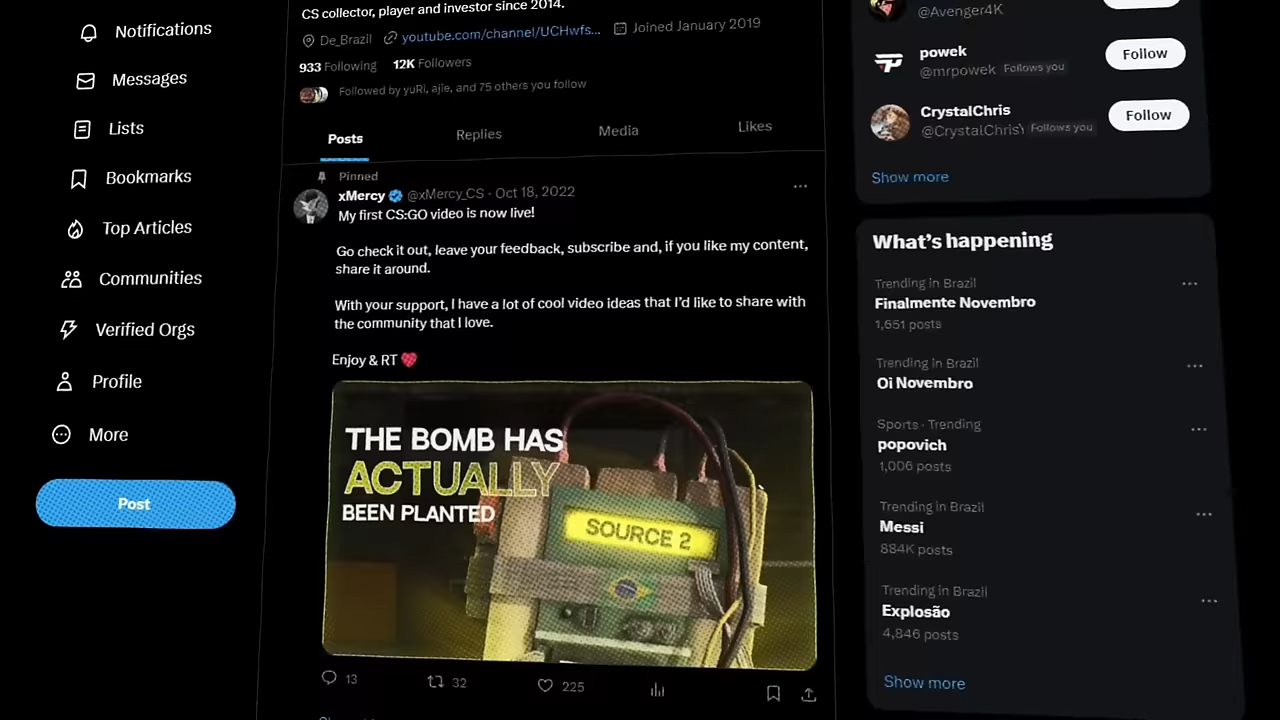 Notifications
Messages
Lists
Bookmarks
Top Articles
Communities
Verified Orgs
Profile
More
Post
CS collector, player and investor since 2014.
De_Brazil youtube.com/channel/UCHwfs... Joined January 2019
933 Following 12K Followers
Followed by yuRi, ajie, and 75 others you follow
Posts Replies Media Likes
Pinned
xMercy @xMercy_CS · Oct 18, 2022
My first CS:GO video is now live!
Go check it out, leave your feedback, subscribe and, if you like my content,
share it around.
With your support, I have a lot of cool video ideas that I'd like to share with
the community that I love.
Enjoy & RT
THE BOMB HAS
ACTUALLY
BEEN PLANTED
SOURCE 2
13 32 225
@Avenger4K
powek
@mrpowek Follows you
Follow
CrystalChris
@CrystalChris Follows you
Follow
Show more
What's happening
Trending in Brazil
Finalmente Novembro
1,651 posts
Trending in Brazil
Oi Novembro
Sports · Trending
popovich
1,006 posts
Trending in Brazil
Messi
884K posts
Trending in Brazil
Explosão
4,846 posts
Show more